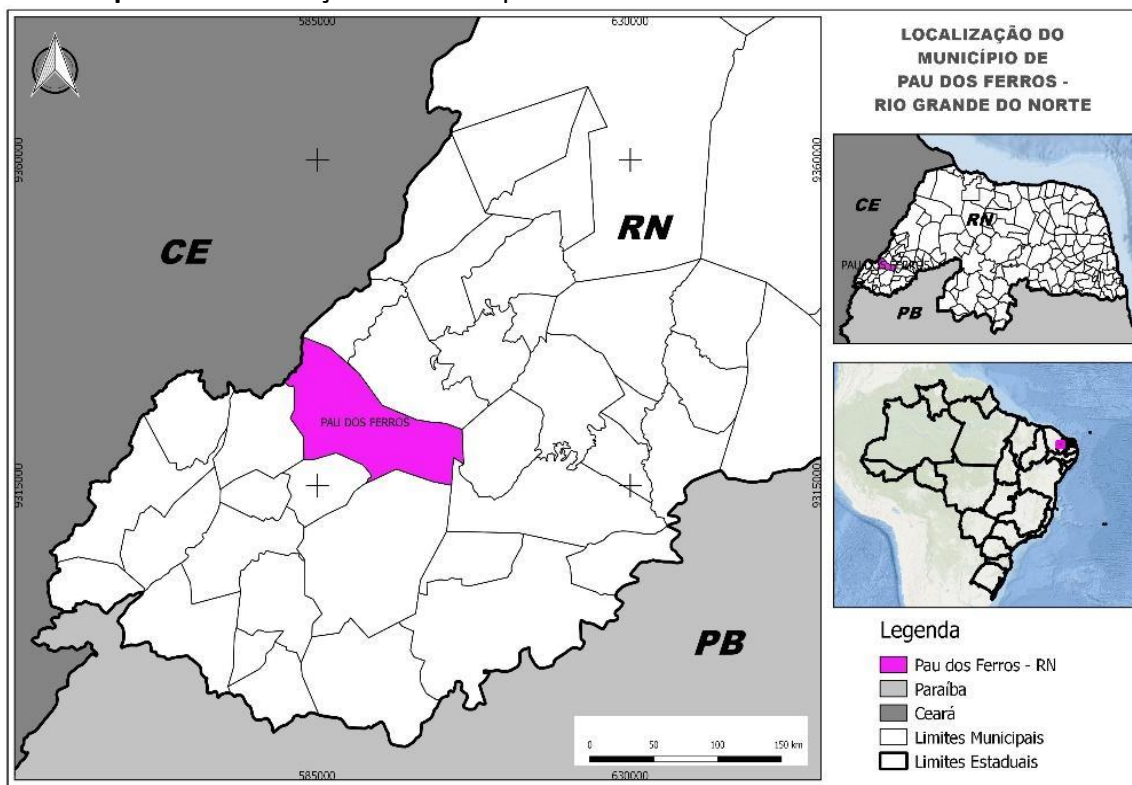 585000
630000
9360000
9360000
CE
RN
PAU DOS FERROS
9315000
9315000
PB
0 50 100 150 km
585000
630000
LOCALIZAÇÃO DO
MUNICÍPIO DE
PAU DOS FERROS -
RIO GRANDE DO NORTE
CE
RN
PB
Legenda
Pau dos Ferros - RN
Paraíba
Ceará
Limites Municipais
Limites Estaduais